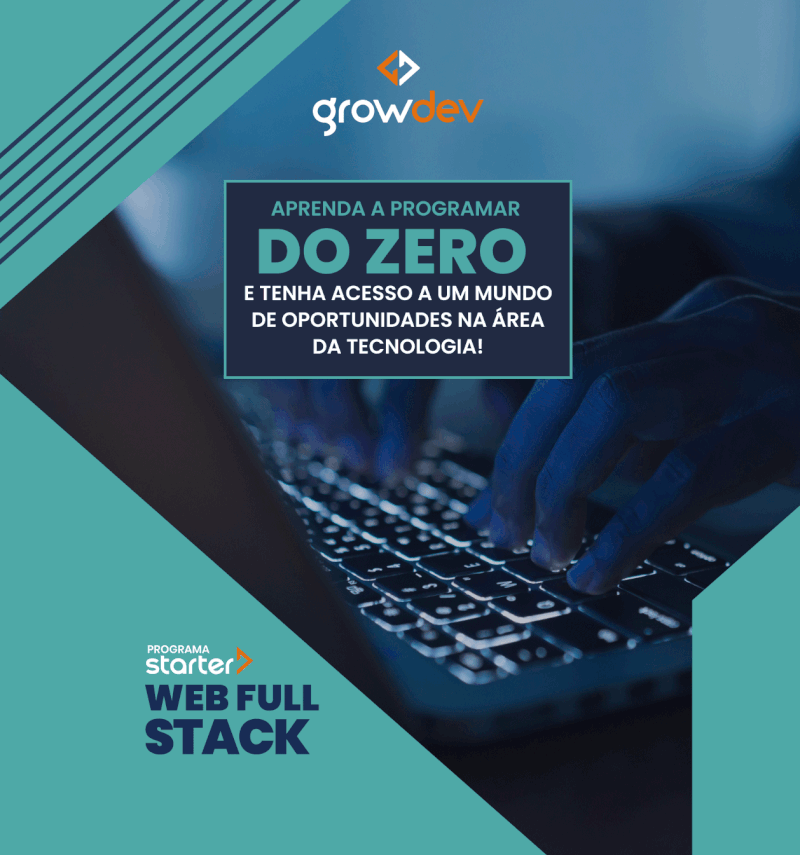 growdev
APRENDA A PROGRAMAR
DO ZERO
E TENHA ACESSO A UM MUNDO
DE OPORTUNIDADES NA ÁREA
DA TECNOLOGIA!
PROGRAMA
starter
WEB FULL
STACK